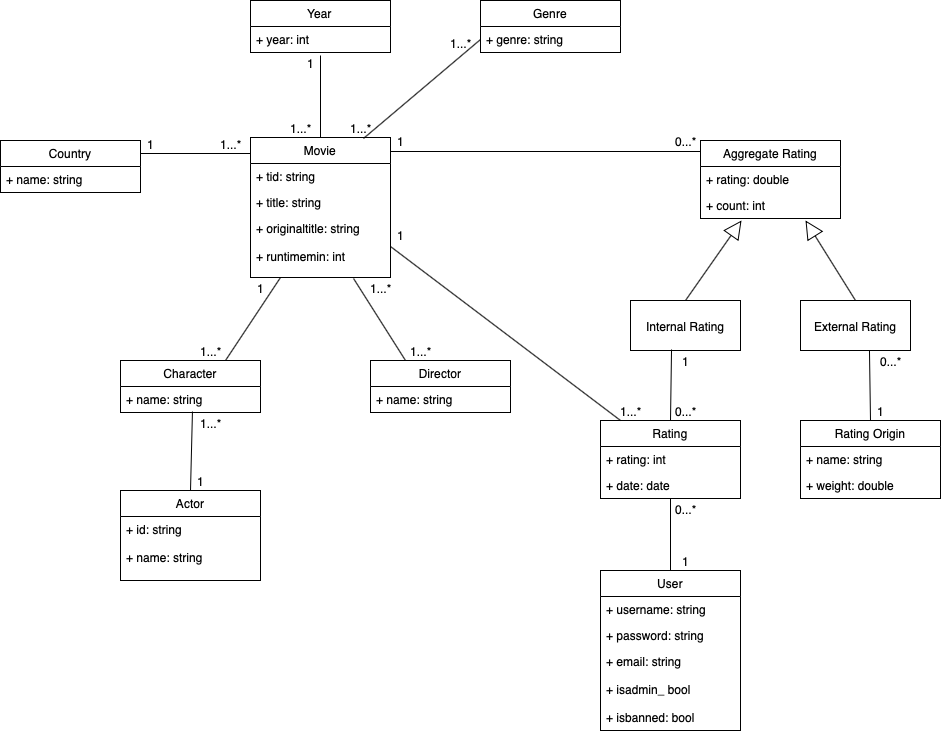 Year
+ year: int
Genre
+ genre: string
1
1...*
1...*
1...*
Country
+ name: string
1
1...*
Movie
+ tid: string
+ title: string
+ originaltitle: string
+ runtimemin: int
1
0...*
Aggregate Rating
+ rating: double
+ count: int
1
1
1...*
Internal Rating
External Rating
1...*
1...*
1
0...*
Character
+ name: string
Director
+ name: string
1...*
1...*
0...*
1
Rating
+ rating: int
+ date: date
Rating Origin
+ name: string
+ weight: double
1
Actor
+ id: string
+ name: string
0...*
1
User
+ username: string
+ password: string
+ email: string
+ isadmin_ bool
+ isbanned: bool